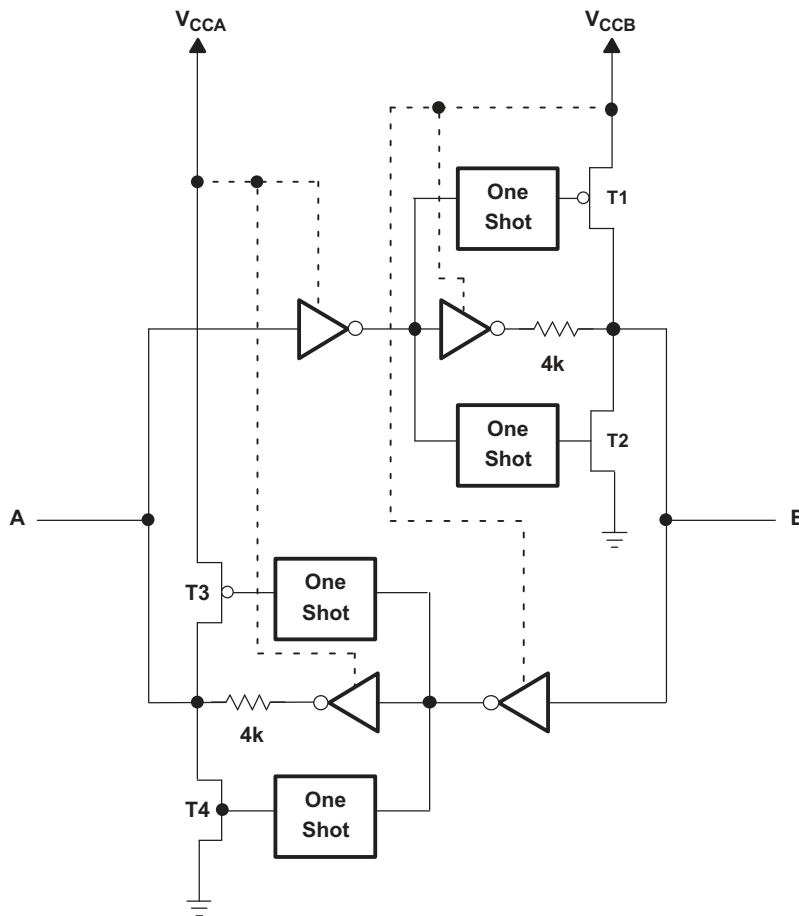 VCCA
VCCB
One
Shot
T1
4k
One
Shot
T2
A
B
T3
One
Shot
4k
T4
One
Shot